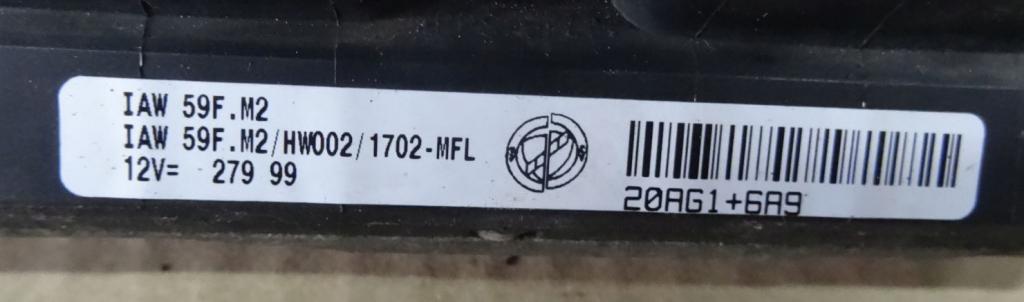 IAW 59F.M2
IAW 59F.M2/HW002/1702-MFL
12V= 279 99
20AG1+6A9